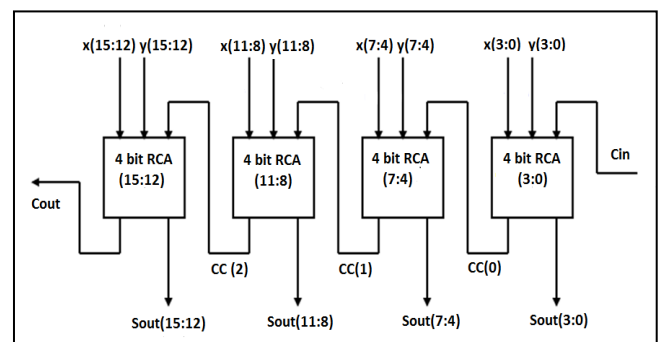 x(15:12) y(15:12) x(11:8) y(11:8) x(7:4) y(7:4) x(3:0) y(3:0)
4 bit RCA
(15:12)
4 bit RCA
(11:8)
4 bit RCA
(7:4)
4 bit RCA
(3:0)
Cin
Cout
CC (2)
CC(1)
CC(0)
Sout(15:12)
Sout(11:8)
Sout(7:4)
Sout(3:0)